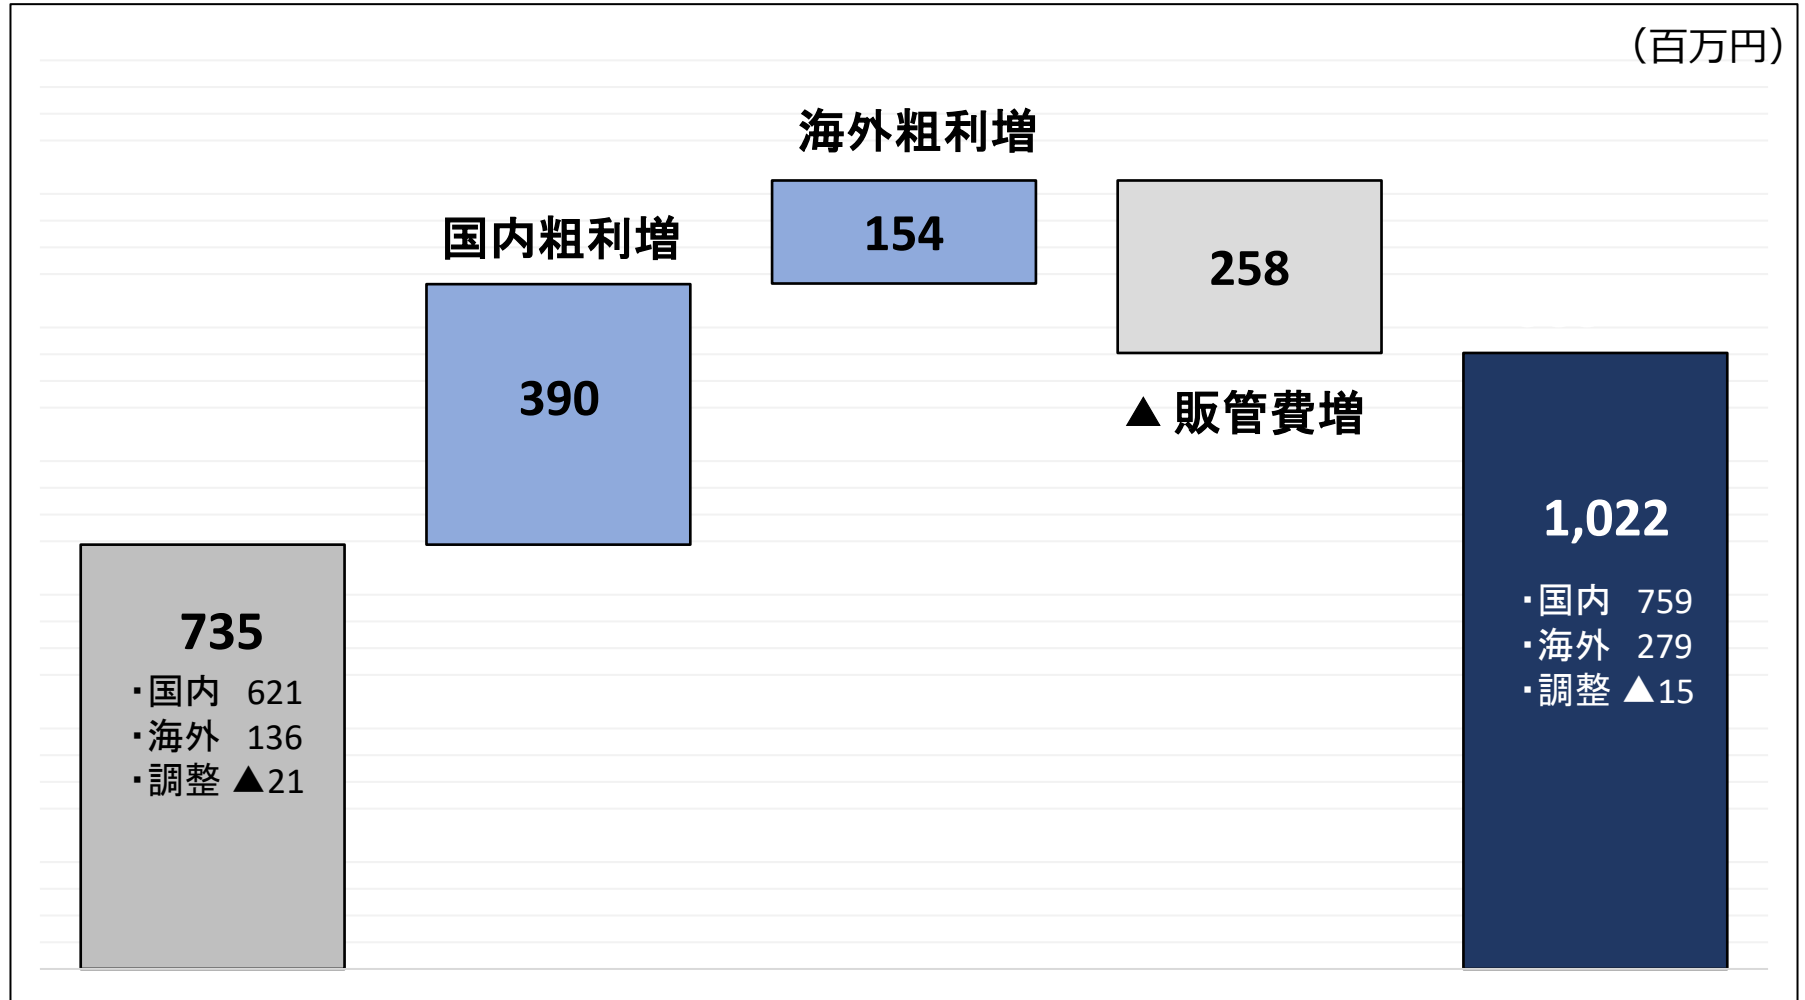 （百万円）
海外粗利増
154
国内粗利増
258
390
▲ 販管費増
1,022
・国内 759
・海外 279
・調整 ▲15
735
・国内 621
・海外 136
・調整 ▲21